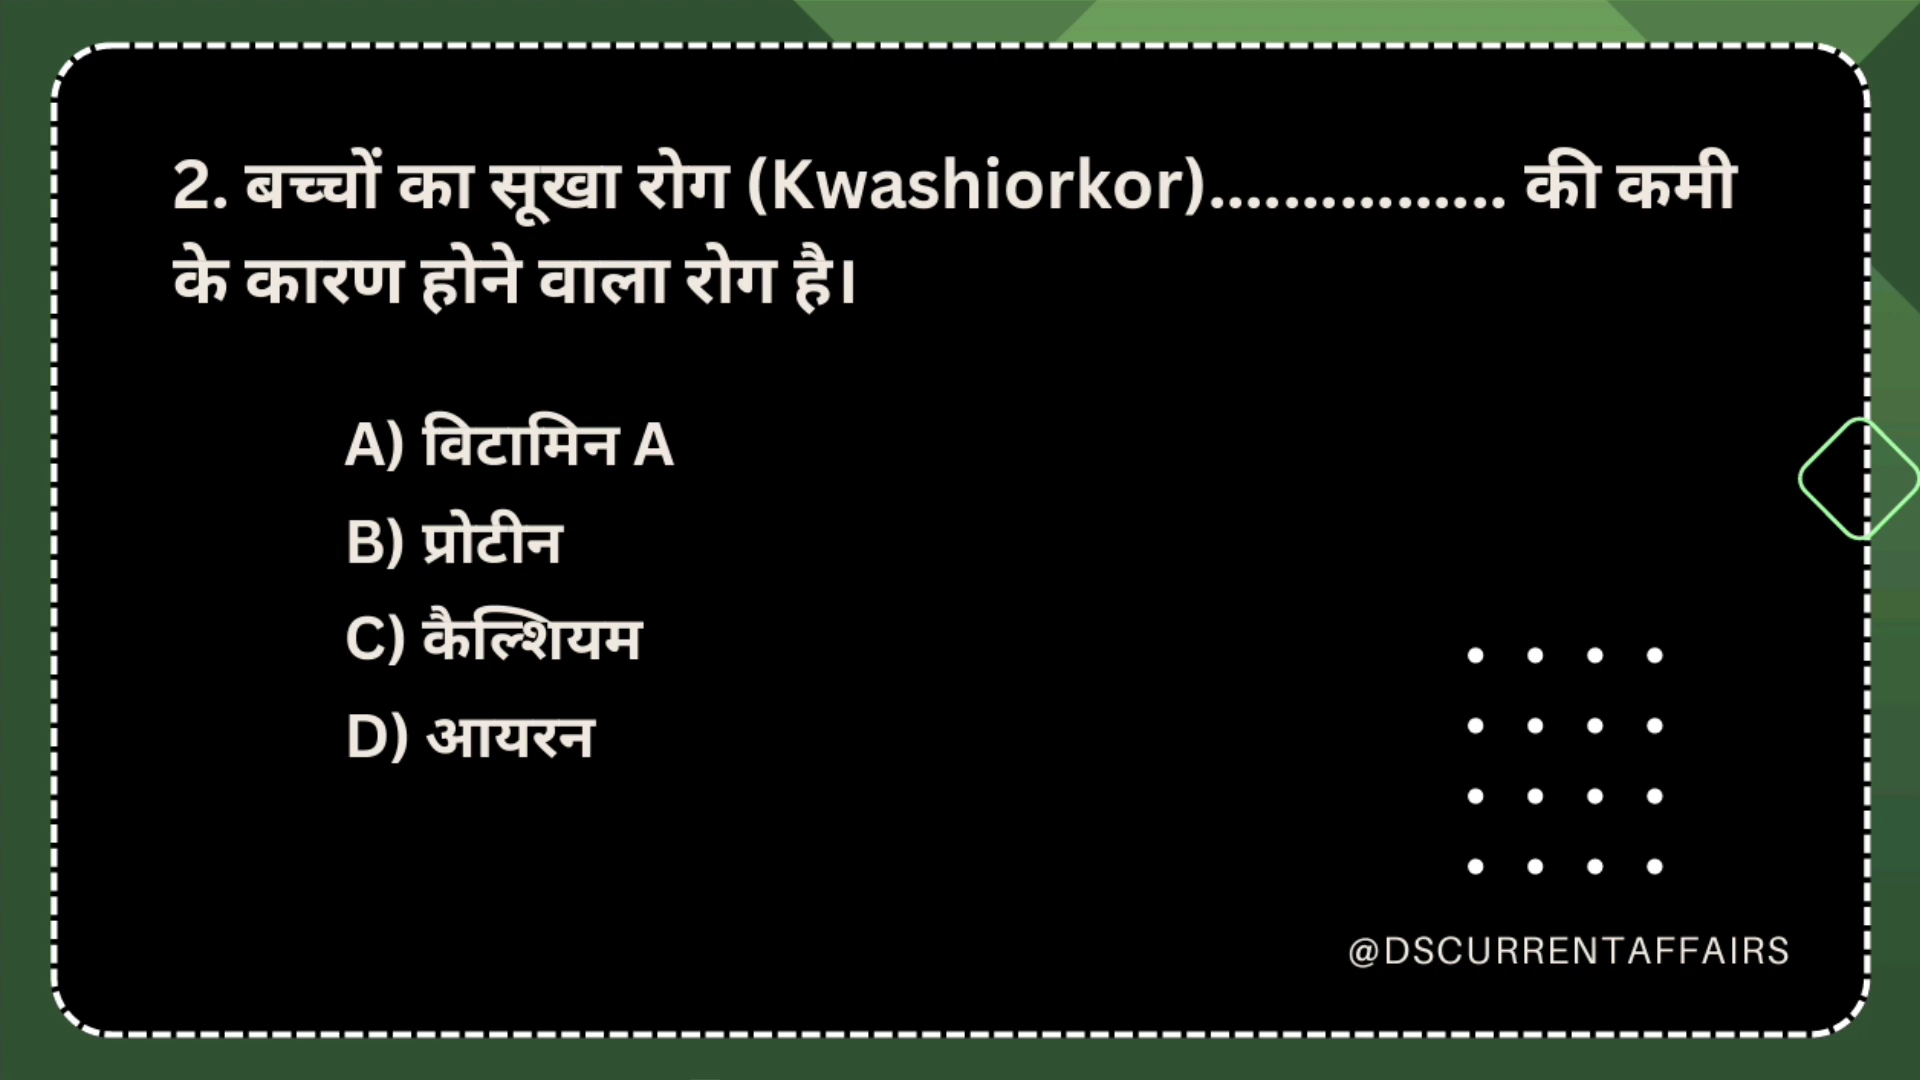 2. बच्चों का सूखा रोग (Kwashiorkor)................ की कमी
के कारण होने वाला रोग है।
A) विटामिन A
B) प्रोटीन
C) कैल्शियम
D) आयरन
@DSCURRENTAFFAIRS